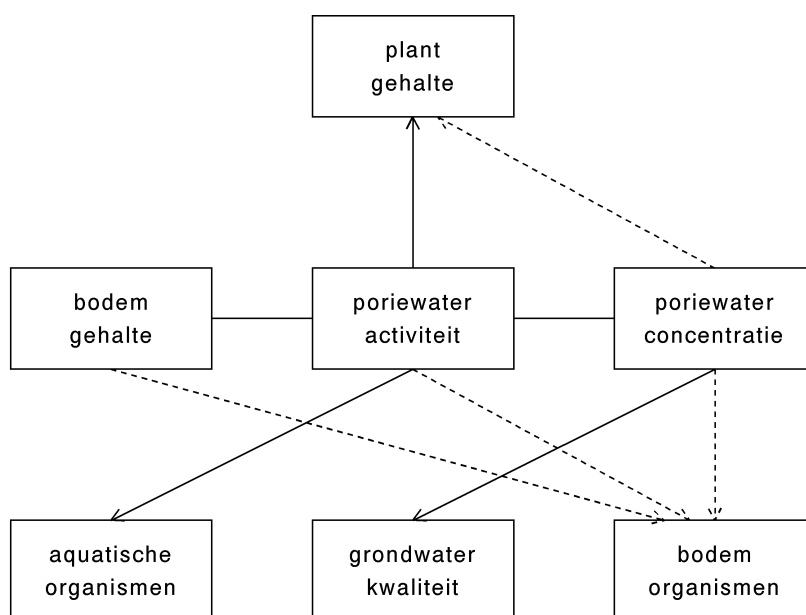 plant
gehalte
bodem
gehalte
poriewater
activiteit
poriewater
concentratie
aquatische
organismen
grondwater
kwaliteit
bodem
organismen